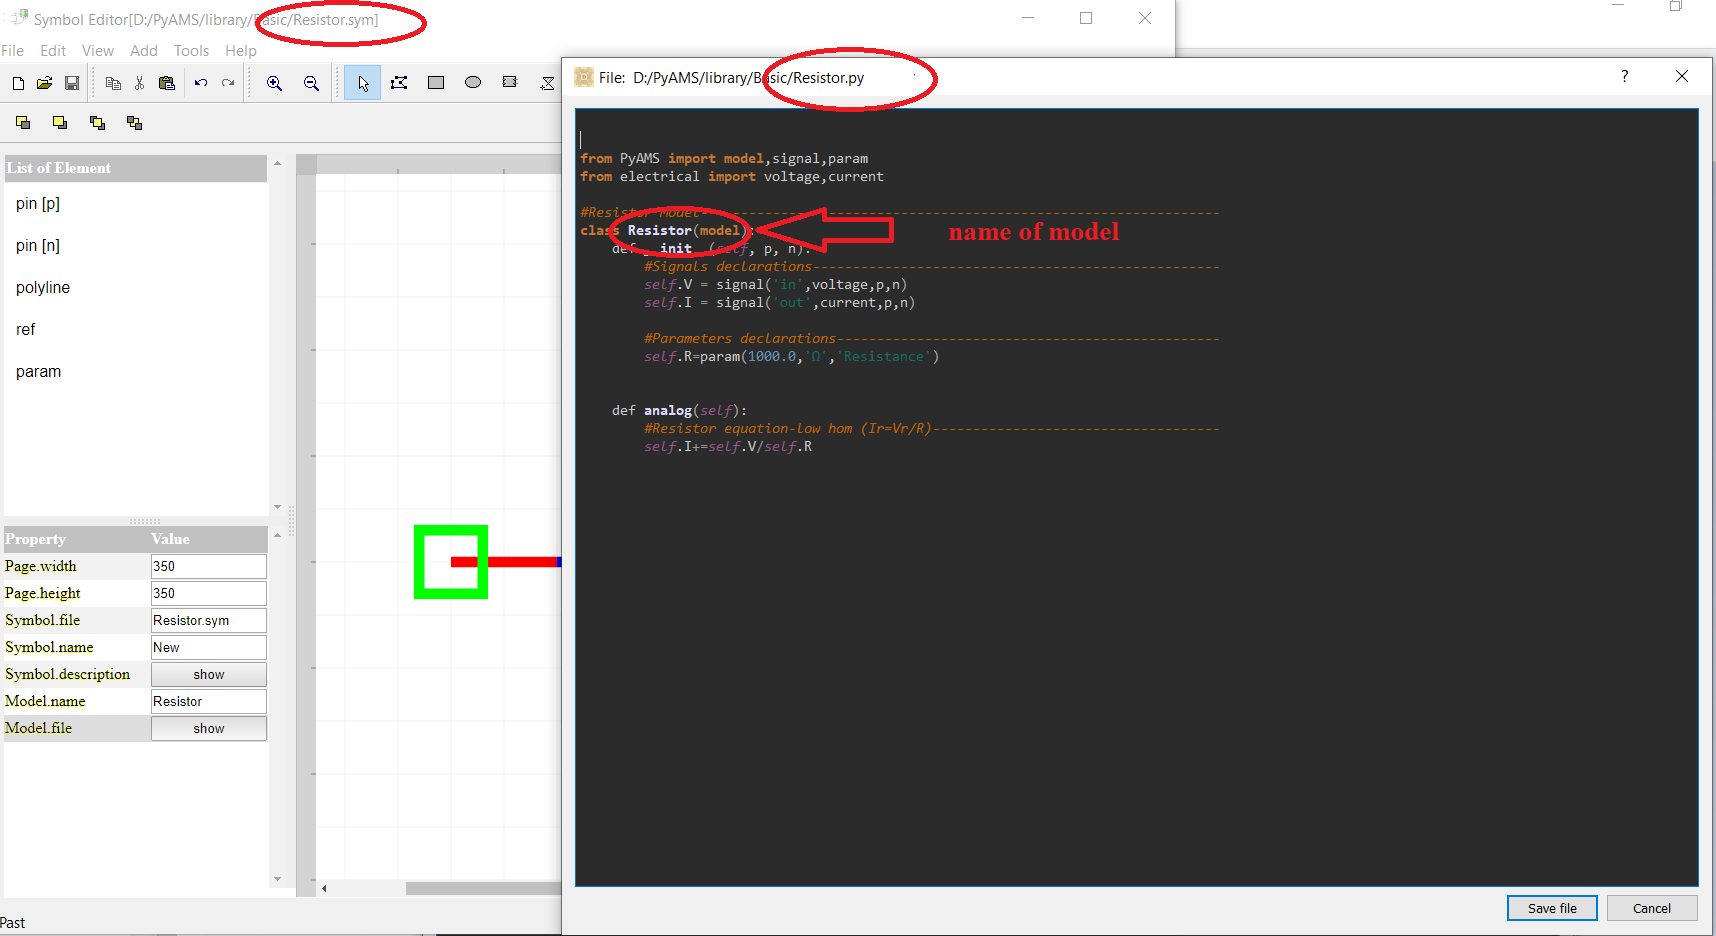 Symbol Editor[D:/PyAMS/library/Basic/Resistor.sym]
File Edit View Add Tools Help
List of Element
pin [p]
pin [n]
polyline
ref
param
Property Value
Page.width 350
Page.height 350
Symbol.file Resistor.sym
Symbol.name New
Symbol.description show
Model.name Resistor
Model.file show
Past
File: D:/PyAMS/library/Basic/Resistor.py
from PyAMS import model,signal,param
from electrical import voltage,current
#Resistor Model------------------------------------------------------------------
class Resistor(model):
name of model
def __init__(self, p, n):
#Signals declarations---------------------------------------------------
self.V = signal('in',voltage,p,n)
self.I = signal('out',current,p,n)
#Parameters declarations------------------------------------------------
self.R=param(1000.0,'Ω','Resistance')
def analog(self):
#Resistor equation-low hom (Ir=Vr/R)------------------------------------
self.I+=self.V/self.R
Save file Cancel